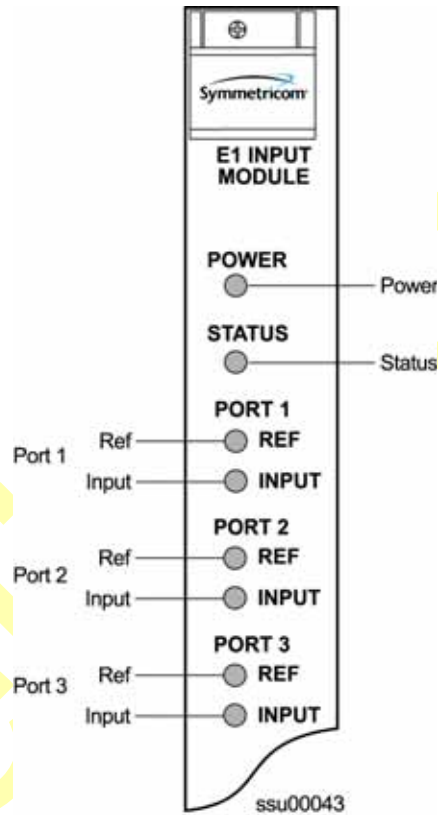 Symmetricom
E1 INPUT
MODULE
POWER
Power
STATUS
Status
PORT 1
Port 1
Ref
REF
Input
INPUT
PORT 2
Port 2
Ref
REF
Input
INPUT
PORT 3
Port 3
Ref
REF
Input
INPUT
ssu00043